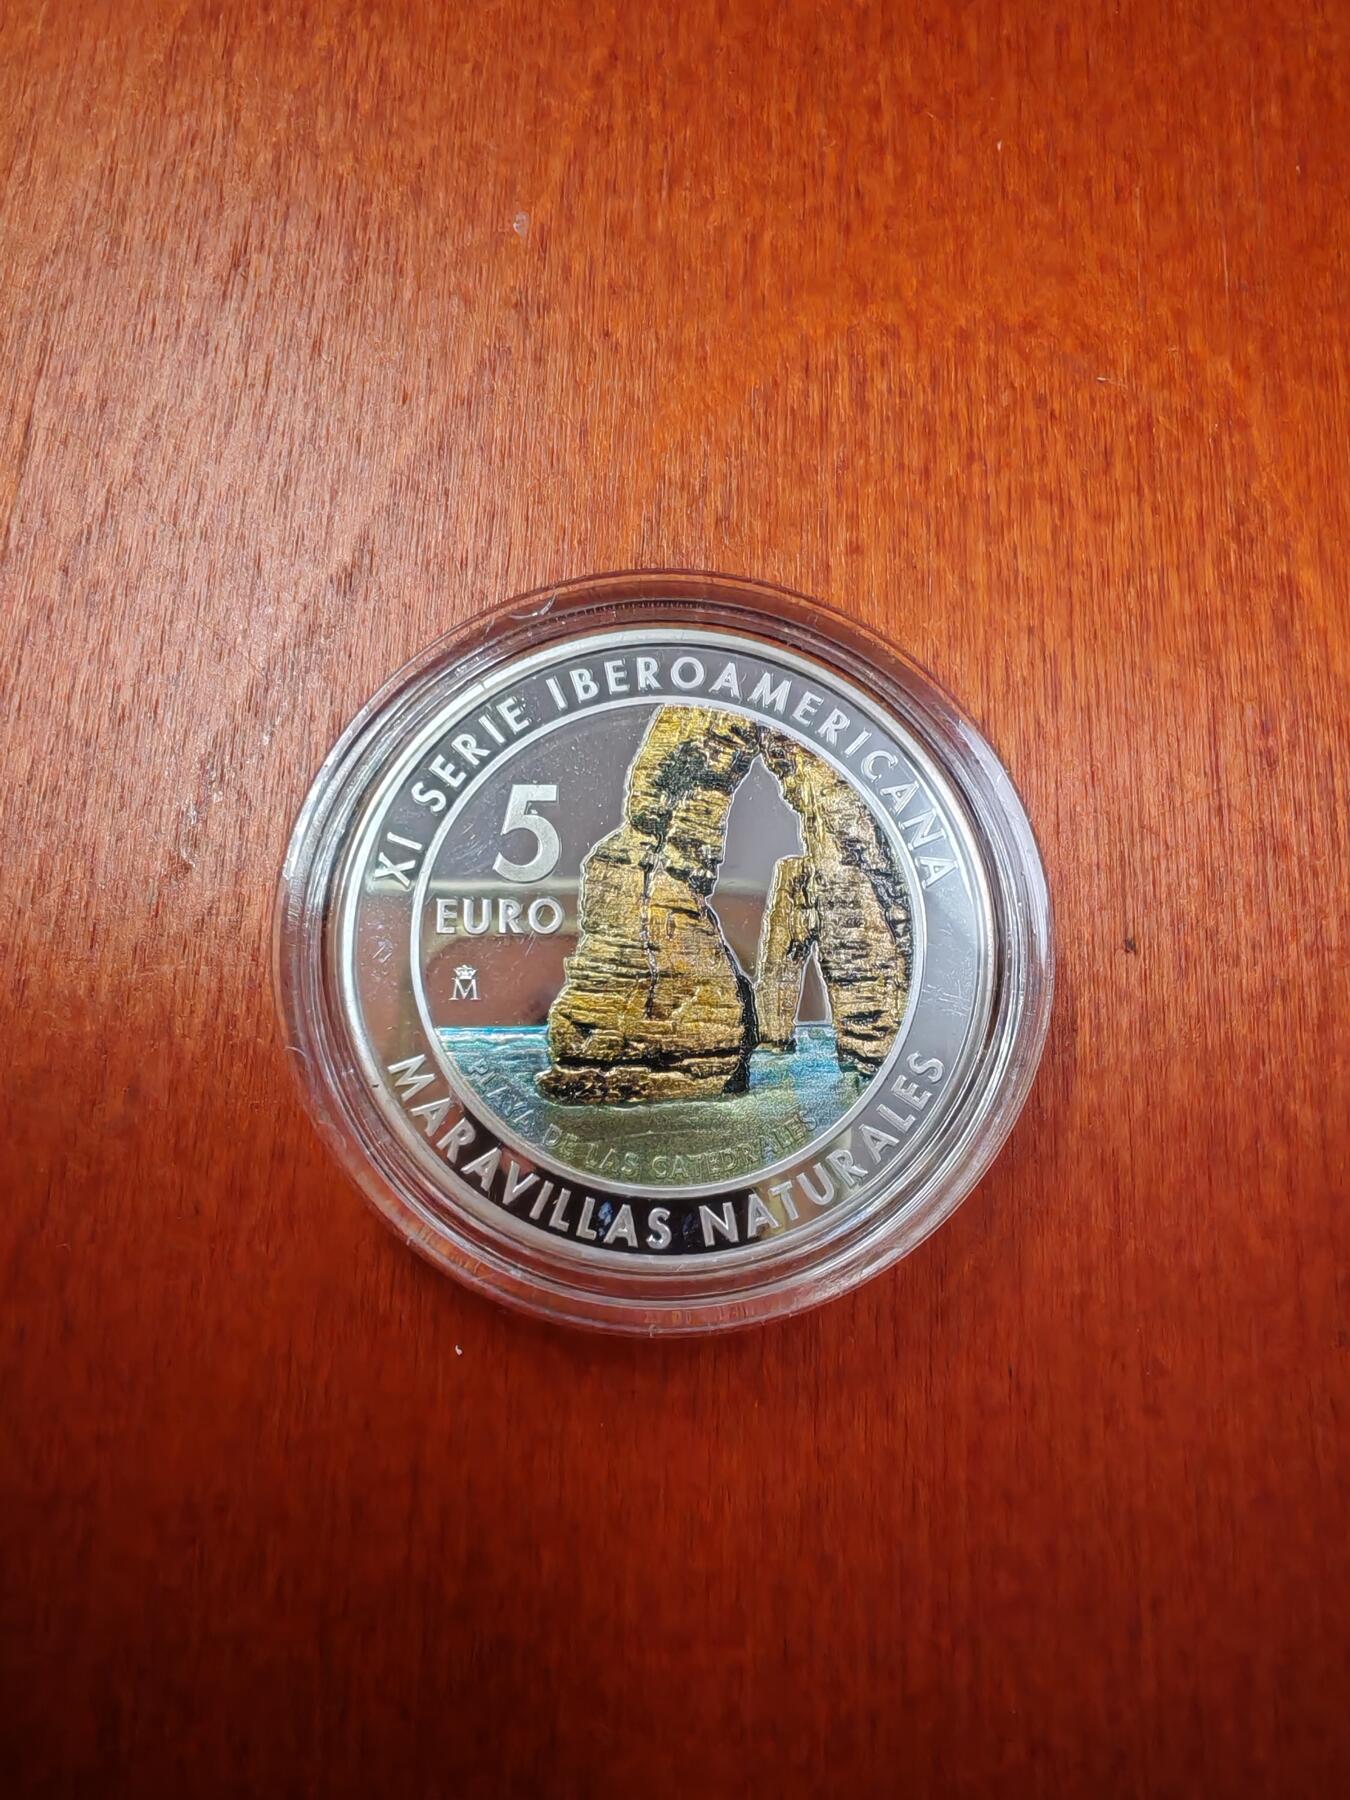 XI SERIE IBEROAMERICANA
5
EURO
M
PLAYA DE LAS CATEDRALES
MARAVILLAS NATURALES